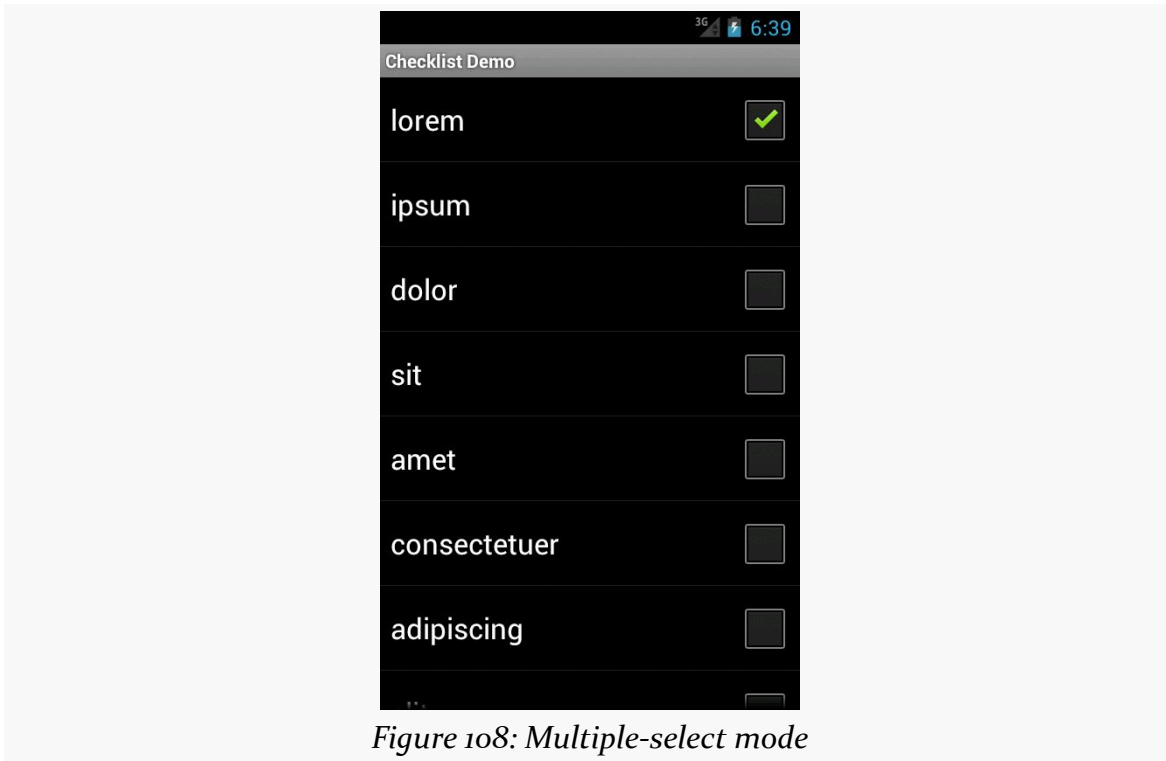 3G 6:39
Checklist Demo
lorem
ipsum
dolor
sit
amet
consectetuer
adipiscing
Figure 108: Multiple-select mode